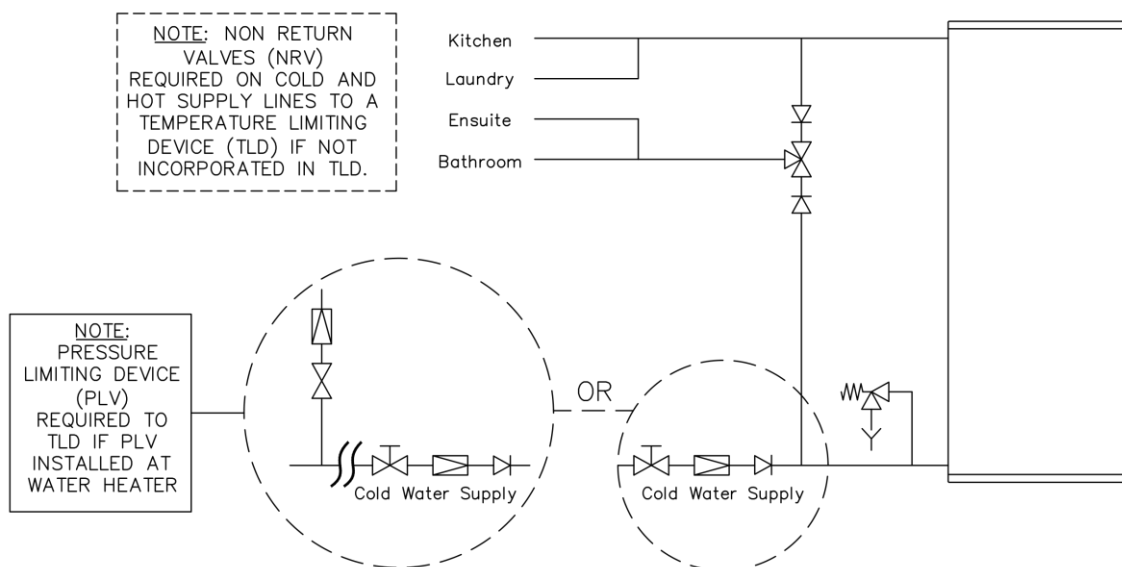 NOTE: NON RETURN
VALVES (NRV)
REQUIRED ON COLD AND
HOT SUPPLY LINES TO A
TEMPERATURE LIMITING
DEVICE (TLD) IF NOT
INCORPORATED IN TLD.
Kitchen
Laundry
Ensuite
Bathroom
NOTE:
PRESSURE
LIMITING DEVICE
(PLV)
REQUIRED TO
TLD IF PLV
INSTALLED AT
WATER HEATER
OR
Cold Water Supply
Cold Water Supply